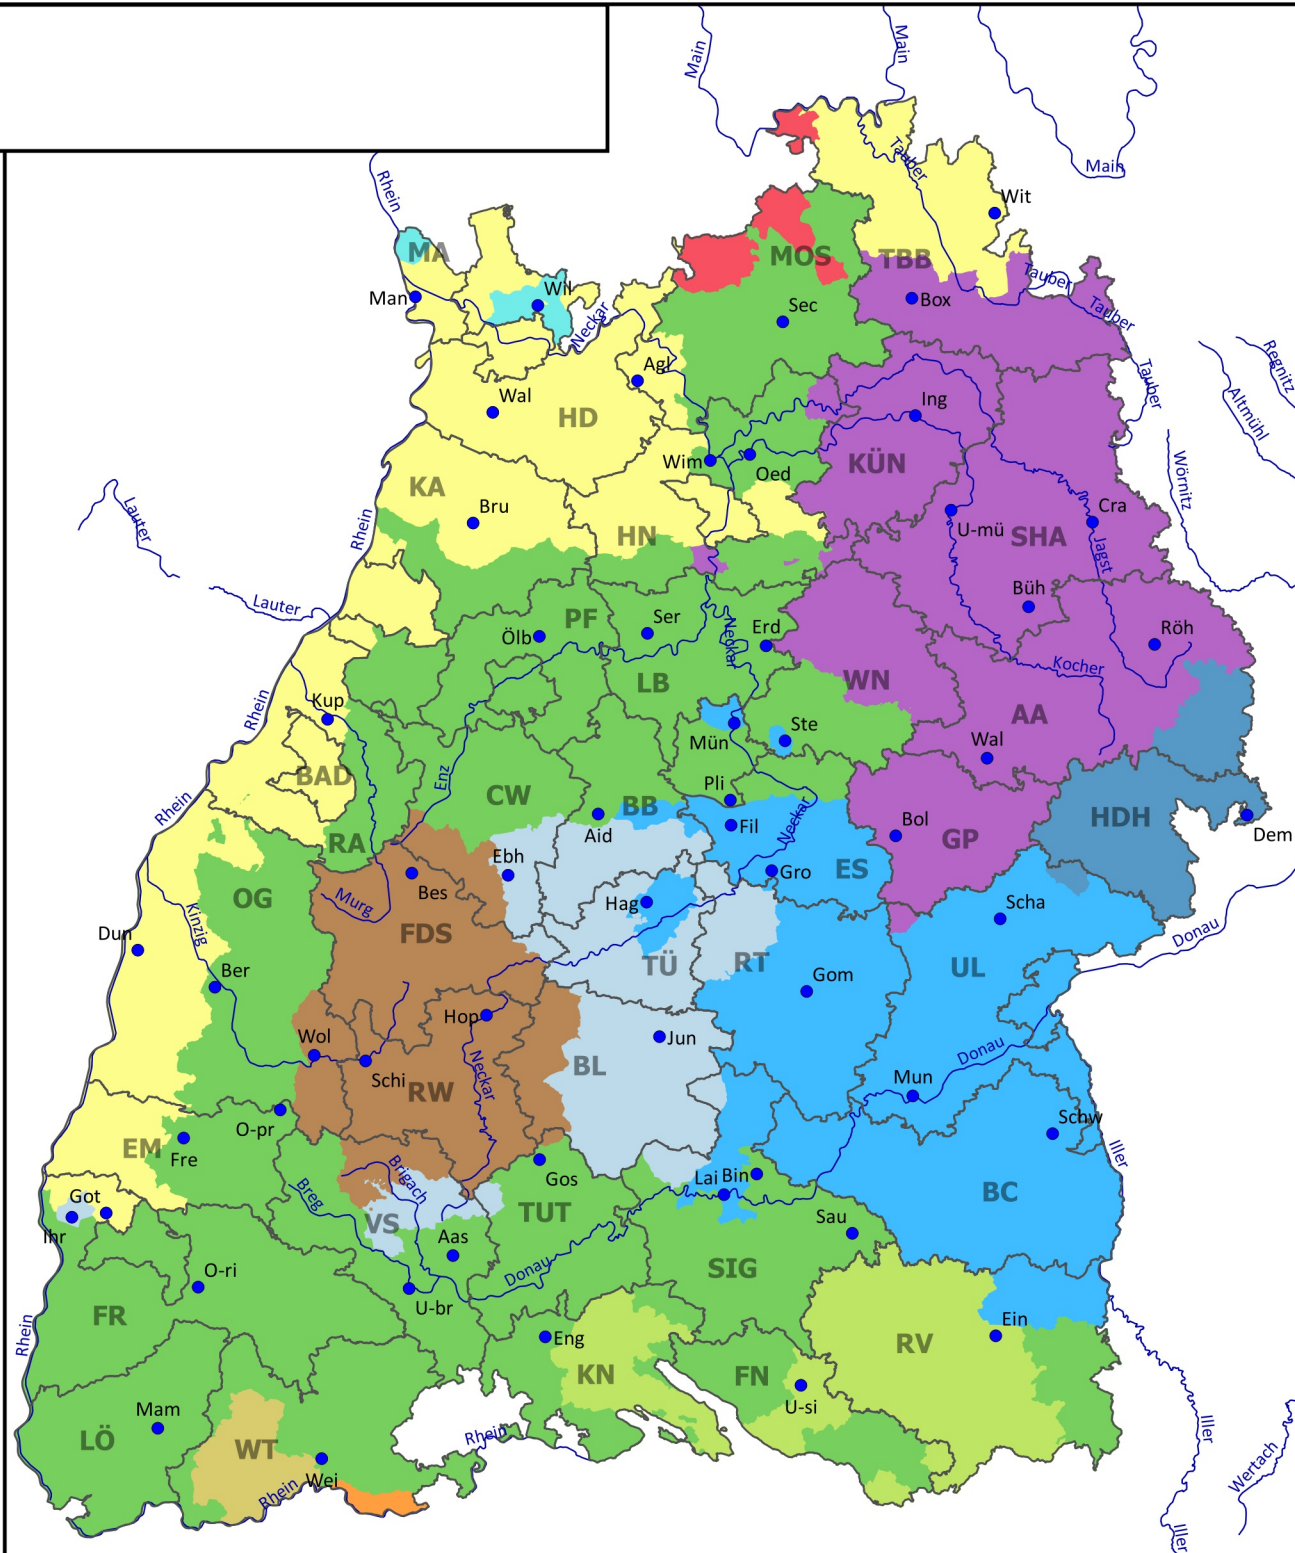 Main
Main
Main
Tauber
Rhein
Wit
MA
MOS
TBB
Tauber
Man
Wil
Box
Tauber
Sec
Neckar
Regnitz
Agl
Tauber
Wal
HD
Ing
Altmühl
Wim
Oed
KÜN
Wörnitz
KA
Bru
Cra
Lauter
Rhein
HN
U-mü
SHA
Jagst
Lauter
Büh
PF
Ser
Erd
Röh
Ölb
Neckar
Kocher
LB
WN
Rhein
Kup
AA
Mün
Ste
Wal
BAD
Enz
Pli
CW
BB
Neckar
Rhein
Aid
Fil
Bol
HDH
GP
Dem
RA
Ebh
Bes
Gro
ES
OG
Murg
Hag
Scha
Kinzig
Dun
FDS
Donau
Ber
TÜ
RT
UL
Gom
Hop
Wol
Jun
Schi
Neckar
BL
Donau
RW
Mun
O-pr
Schw
EM
Fre
Iller
Brigach
Gos
Lai
Bin
BC
Breg
Got
VS
TUT
Sau
Ihr
Aas
O-ri
Donau
SIG
U-br
FR
Ein
Rhein
Eng
RV
KN
FN
U-si
Mam
LÖ
WT
Rhein
Iller
Wei
Rhein
Wertach
Iller